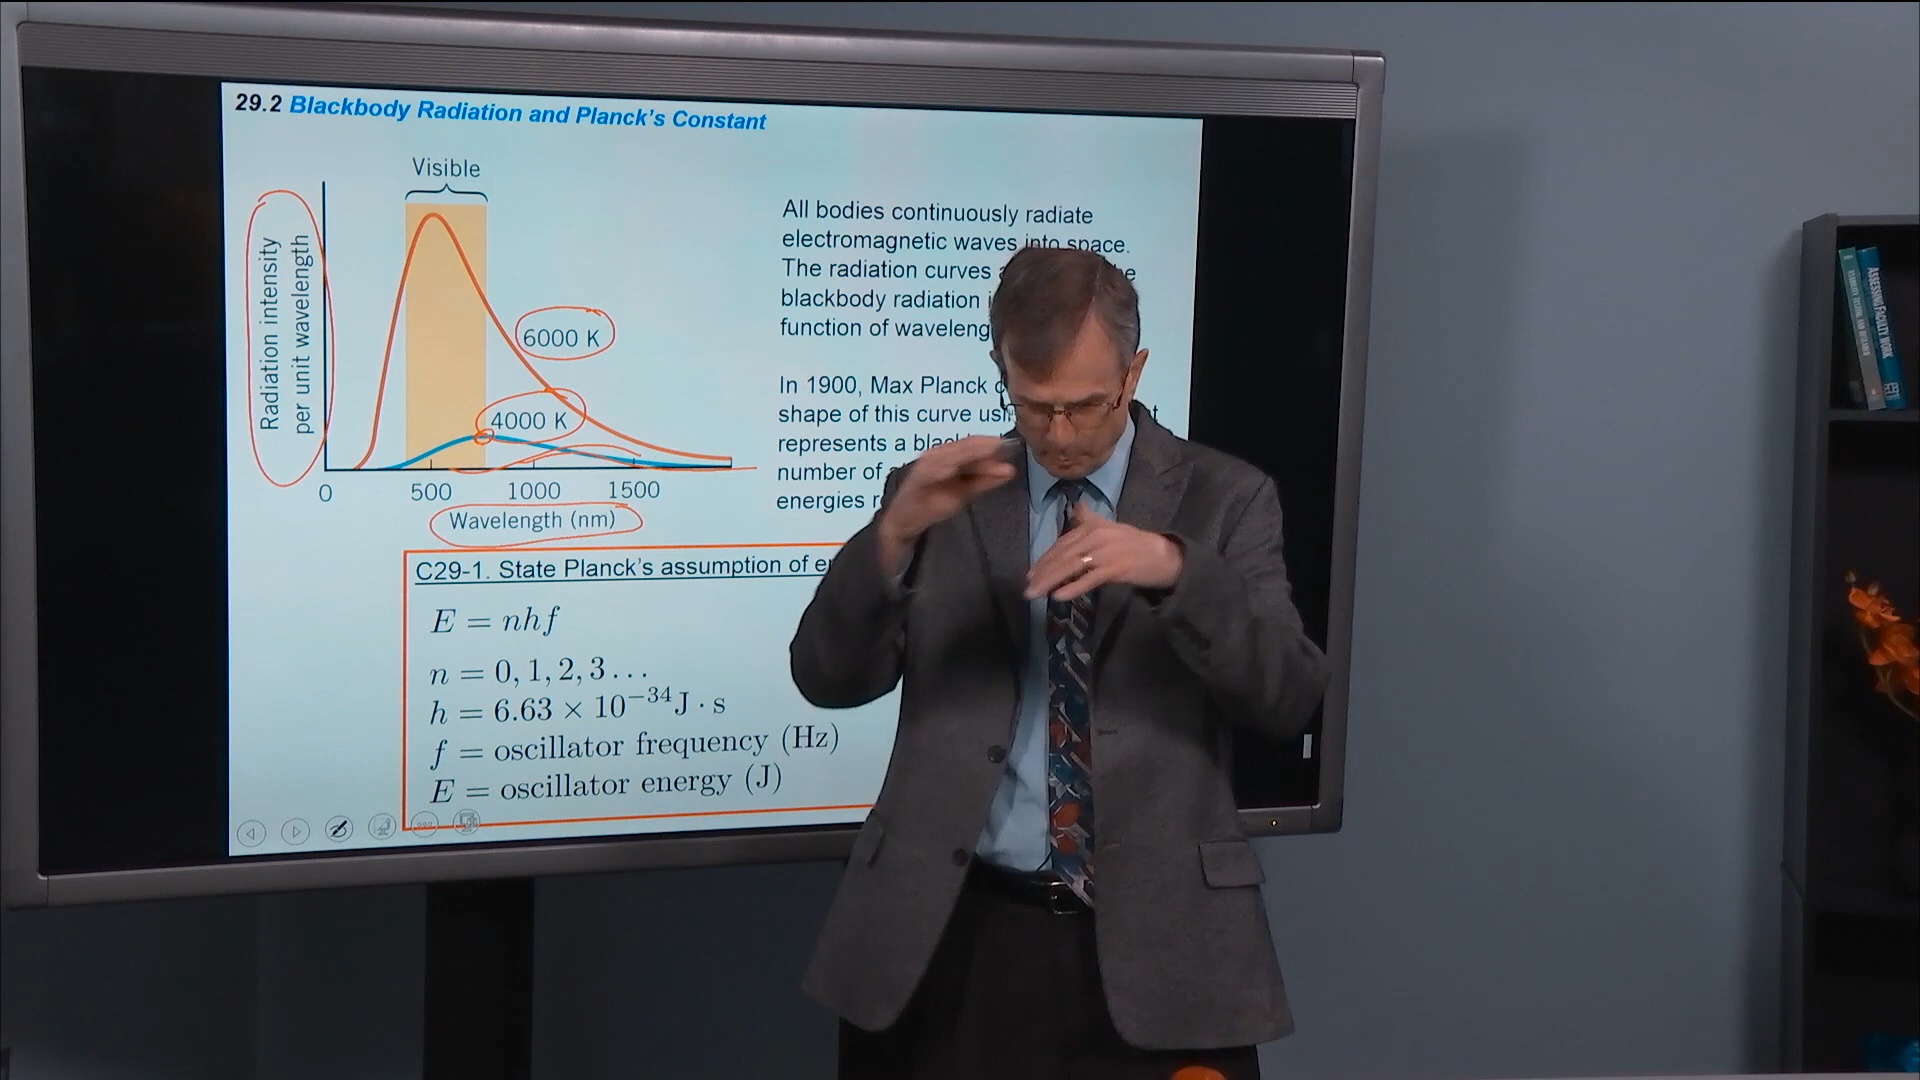 29.2 Blackbody Radiation and Planck's Constant
Visible
Radiation intensity
per unit wavelength
6000 K
4000 K
0 500 1000 1500
Wavelength (nm)
All bodies continuously radiate
electromagnetic waves into space.
The radiation curves
blackbody radiation
function of
In 1900, Max Planck
shape of this curve
represents a
number of
energies
C29-1. State Planck's assumption of
E = nhf
n = 0, 1, 2, 3 . . .
h = 6.63 × 10⁻³⁴ J · s
f = oscillator frequency (Hz)
E = oscillator energy (J)
ASSESSING FACULTY WORK